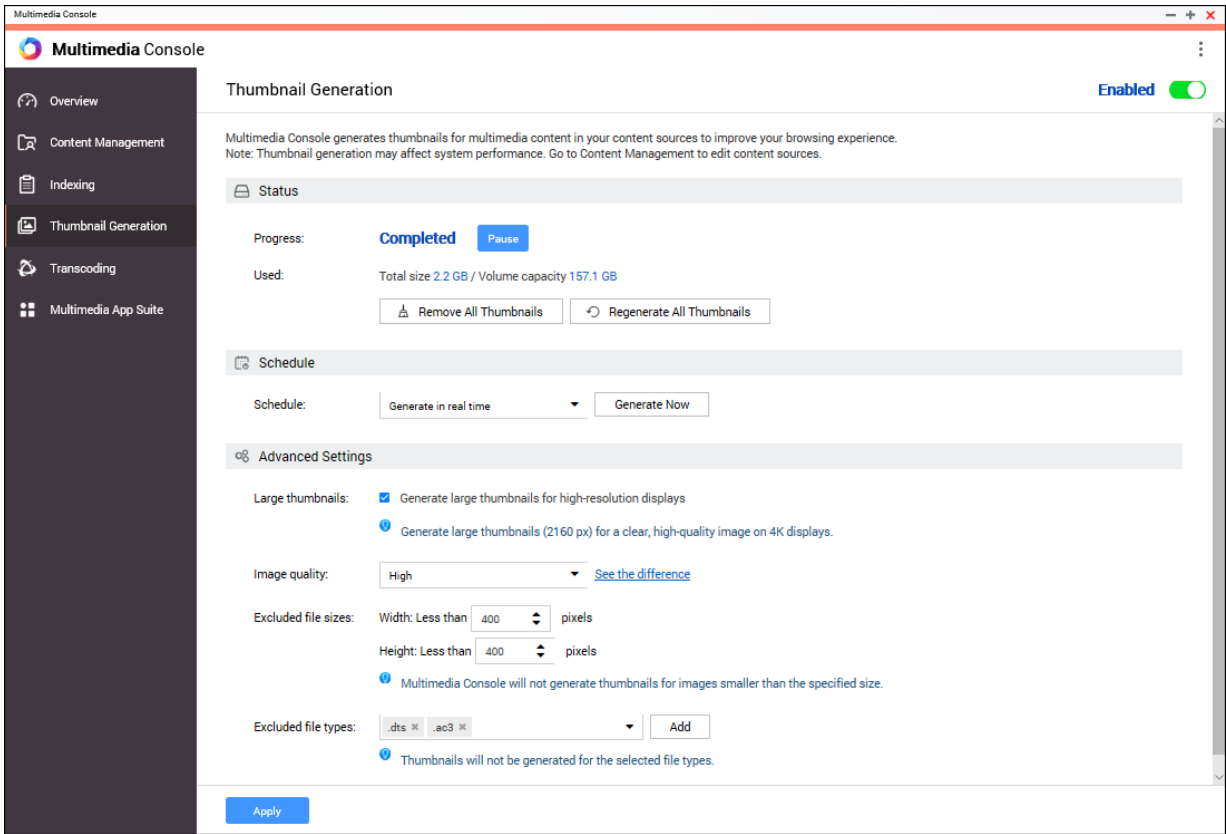 Multimedia Console
Multimedia Console
Overview
Content Management
Indexing
Thumbnail Generation
Transcoding
Multimedia App Suite
Thumbnail Generation
Enabled
Multimedia Console generates thumbnails for multimedia content in your content sources to improve your browsing experience.
Note: Thumbnail generation may affect system performance. Go to Content Management to edit content sources.
Status
Progress: Completed Pause
Used: Total size 2.2 GB / Volume capacity 157.1 GB
Remove All Thumbnails Regenerate All Thumbnails
Schedule
Schedule: Generate in real time Generate Now
Advanced Settings
Large thumbnails: Generate large thumbnails for high-resolution displays
Generate large thumbnails (2160 px) for a clear, high-quality image on 4K displays.
Image quality: High See the difference
Excluded file sizes: Width: Less than 400 pixels
Height: Less than 400 pixels
Multimedia Console will not generate thumbnails for images smaller than the specified size.
Excluded file types: .dts .ac3 Add
Thumbnails will not be generated for the selected file types.
Apply